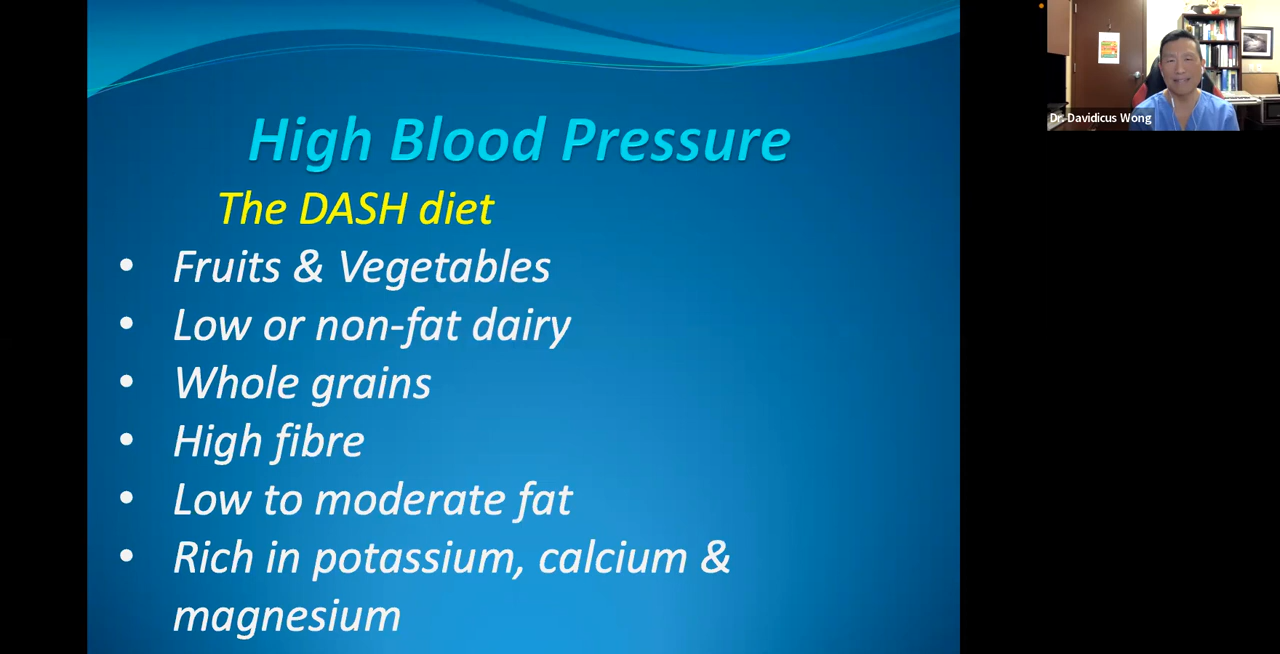 High Blood Pressure
The DASH diet
• Fruits & Vegetables
• Low or non-fat dairy
• Whole grains
• High fibre
• Low to moderate fat
• Rich in potassium, calcium &
magnesium
Dr. Davidicus Wong